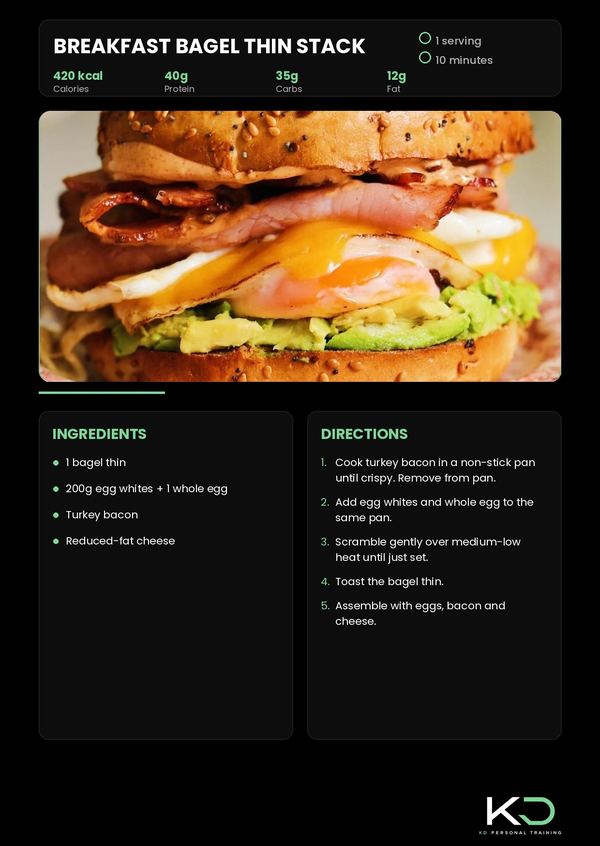 BREAKFAST BAGEL THIN STACK
1 serving
10 minutes
420 kcal
Calories
40g
Protein
35g
Carbs
12g
Fat
INGREDIENTS
1 bagel thin
200g egg whites + 1 whole egg
Turkey bacon
Reduced-fat cheese
DIRECTIONS
1. Cook turkey bacon in a non-stick pan
until crispy. Remove from pan.
2. Add egg whites and whole egg to the
same pan.
3. Scramble gently over medium-low
heat until just set.
4. Toast the bagel thin.
5. Assemble with eggs, bacon and
cheese.
KD
KD PERSONAL TRAINING